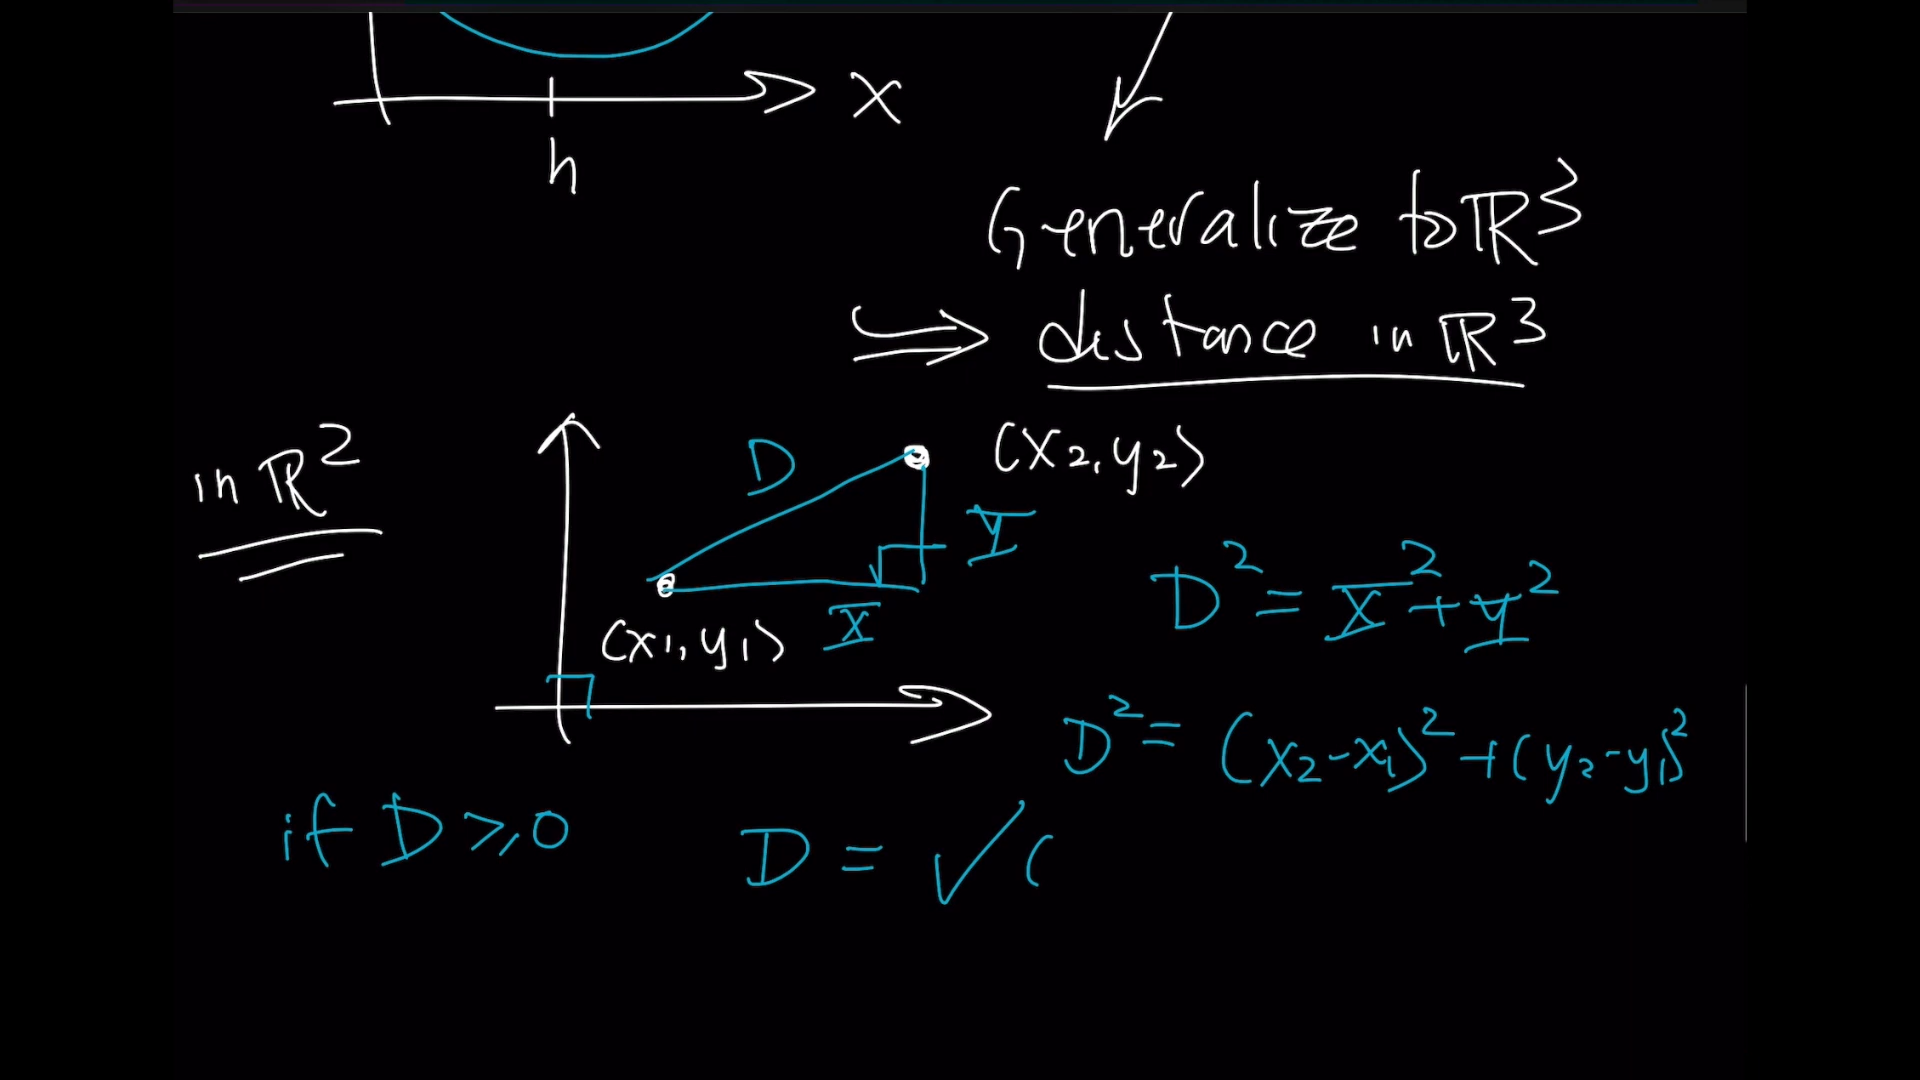 x
h
Generalize to ℝ³
⇒ distance in ℝ³
in ℝ²
D
(x₂, y₂)
Y
(x₁, y₁)
X
D² = X² + Y²
D² = (x₂-x₁)² + (y₂-y₁)²
if D ≥ 0
D = √(